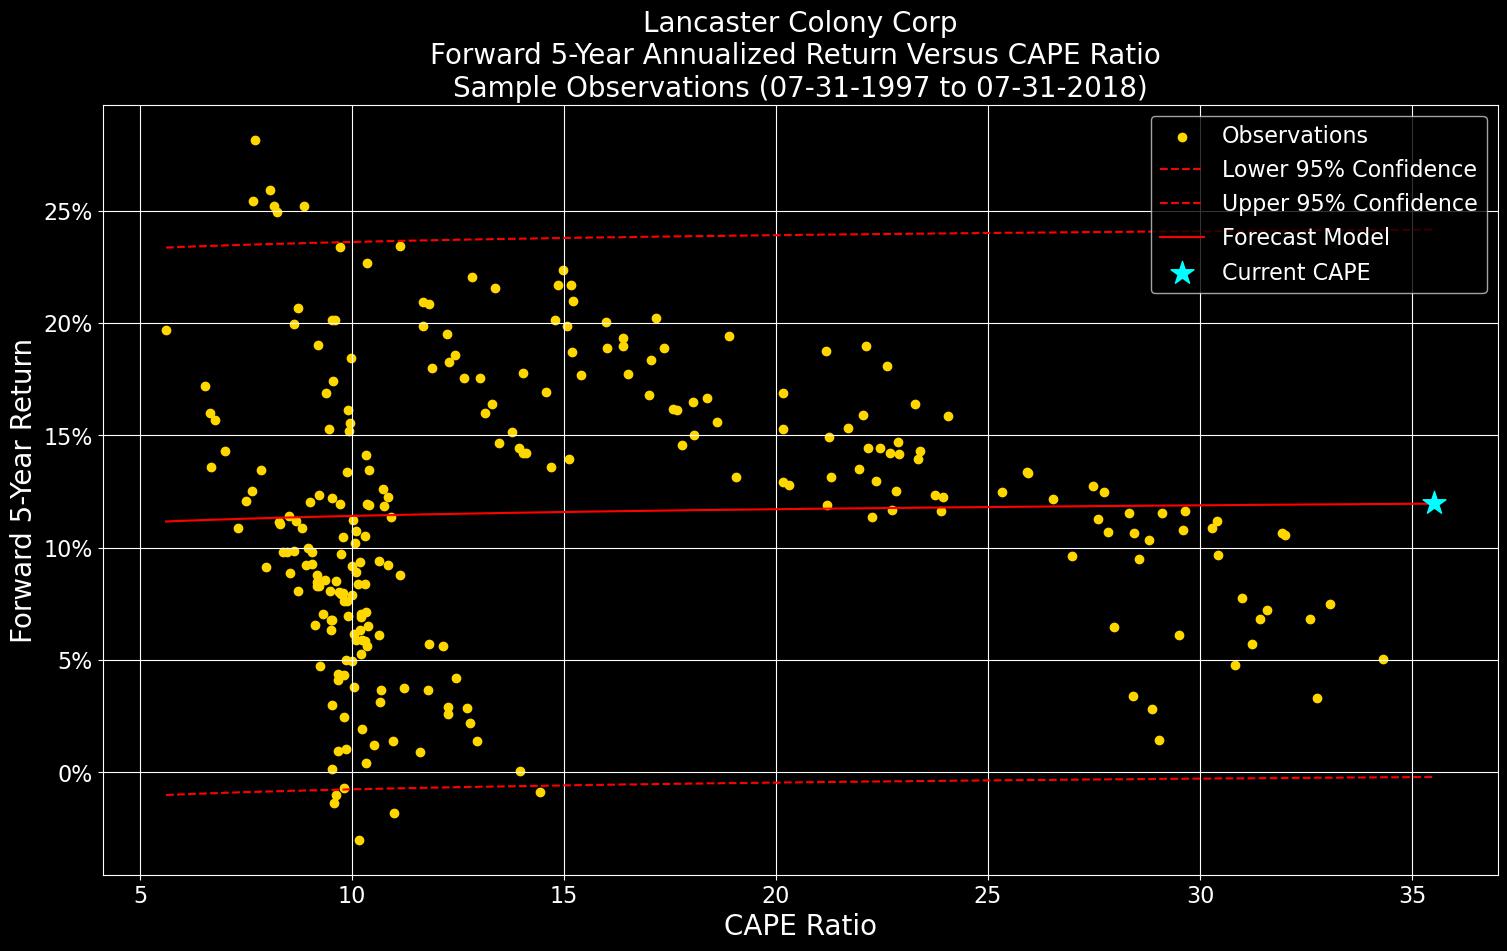 Lancaster Colony Corp
Forward 5-Year Annualized Return Versus CAPE Ratio
Sample Observations (07-31-1997 to 07-31-2018)
Observations
Lower 95% Confidence
Upper 95% Confidence
Forecast Model
Current CAPE
Forward 5-Year Return
25%
20%
15%
10%
5%
0%
5 10 15 20 25 30 35
CAPE Ratio